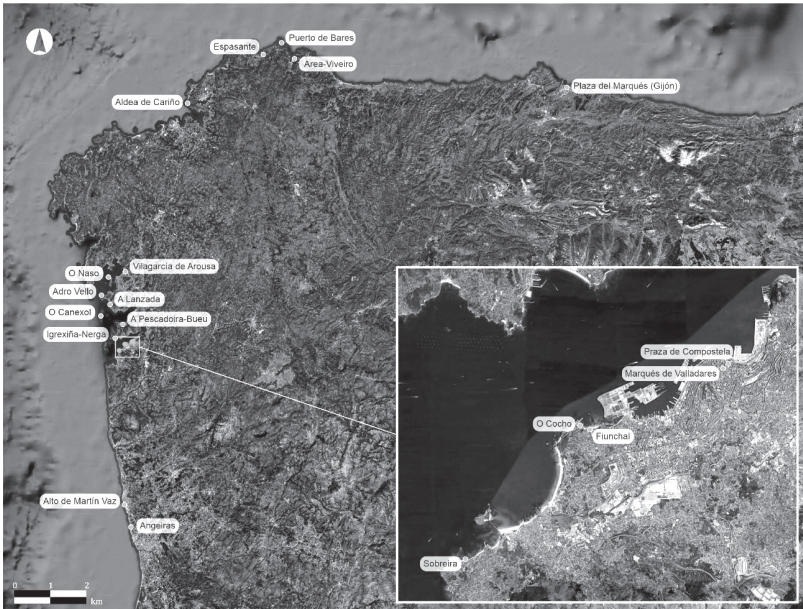 Puerto de Bares
Espasante
Area-Viveiro
Plaza del Marqués (Gijón)
Aldea de Cariño
Vilagarcía de Arousa
O Naso
Adro Vello
A Lanzada
O Canexol
A Pescadoira-Bueu
Igrexiña-Nerga
Praza de Compostela
Marqués de Valladares
O Cocho
Fiunchal
Alto de Martín Vaz
Angeiras
Sobreira
0 1 2
km